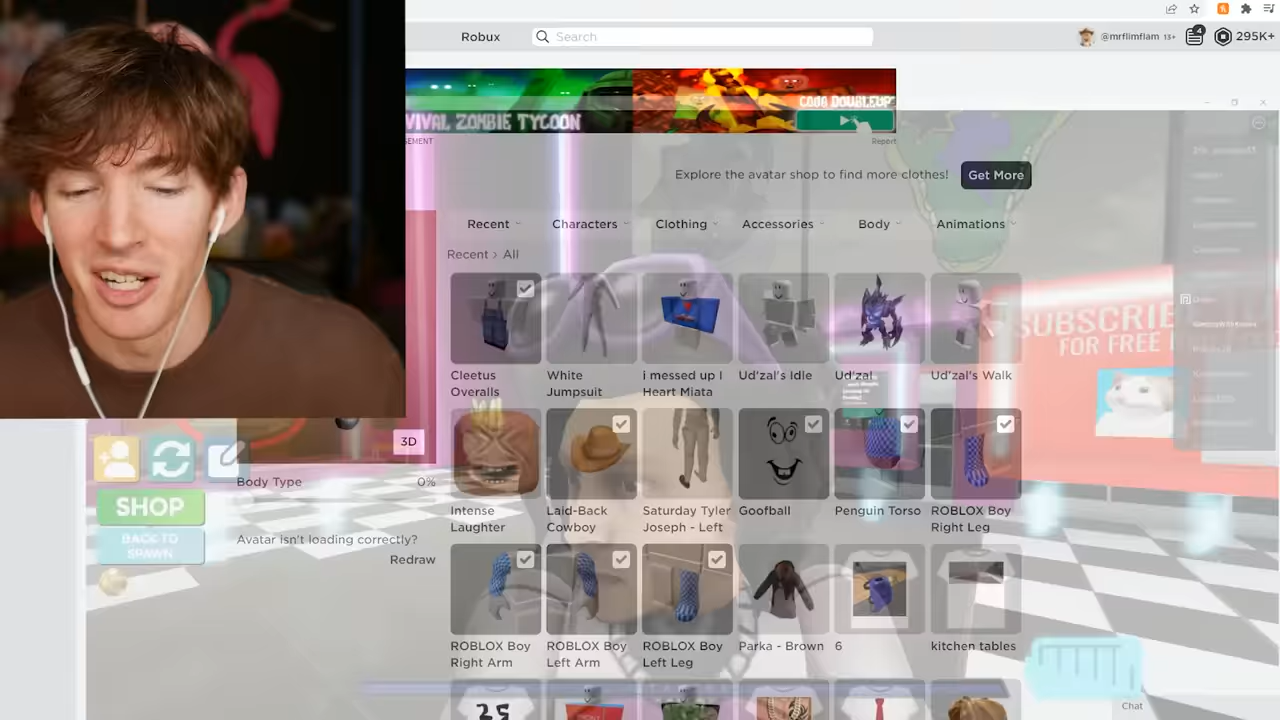 Robux
Search
@mrflimflam 13+
4
295K+
VIVAL ZOMBIE TYCOON
CODE DOUBLEUP
Report
Explore the avatar shop to find more clothes!
Get More
Recent
Characters
Clothing
Accessories
Body
Animations
Recent > All
Cleetus Overalls
White Jumpsuit
i messed up I Heart Miata
Ud'zal's Idle
Ud'zal
Ud'zal's Walk
SUBSCRIBE
FOR FREE
3D
Body Type
0%
SHOP
BACK TO SPAWN
Avatar isn't loading correctly?
Redraw
Intense Laughter
Laid-Back Cowboy
Saturday Tyler Joseph - Left
Goofball
Penguin Torso
ROBLOX Boy Right Leg
ROBLOX Boy Right Arm
ROBLOX Boy Left Arm
ROBLOX Boy Left Leg
Parka - Brown
6
kitchen tables
25
Chat